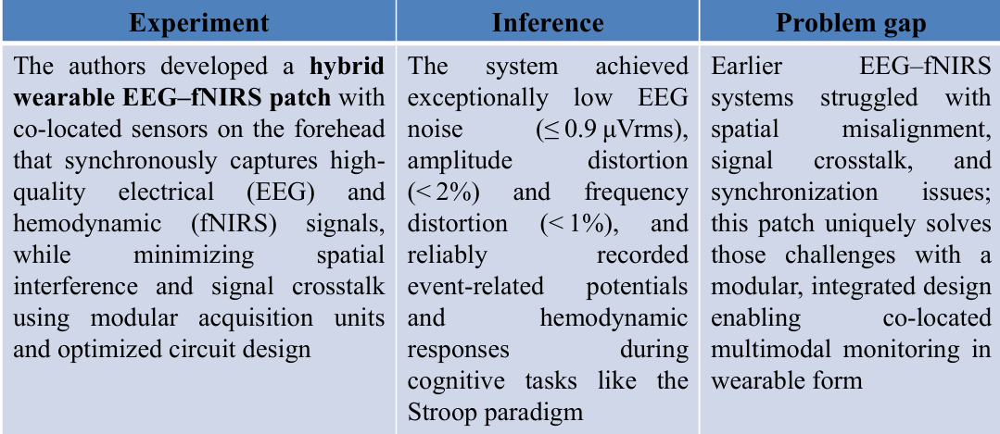 Experiment
Inference
Problem gap
The authors developed a hybrid
wearable EEG–fNIRS patch with
co-located sensors on the forehead
that synchronously captures high-
quality electrical (EEG) and
hemodynamic (fNIRS) signals,
while minimizing spatial
interference and signal crosstalk
using modular acquisition units
and optimized circuit design
The system achieved
exceptionally low EEG
noise (≤ 0.9 μVrms),
amplitude distortion
(< 2%) and frequency
distortion (< 1%), and
reliably recorded
event-related potentials
and hemodynamic
responses during
cognitive tasks like the
Stroop paradigm
Earlier EEG–fNIRS
systems struggled with
spatial misalignment,
signal crosstalk, and
synchronization issues;
this patch uniquely solves
those challenges with a
modular, integrated design
enabling co-located
multimodal monitoring in
wearable form